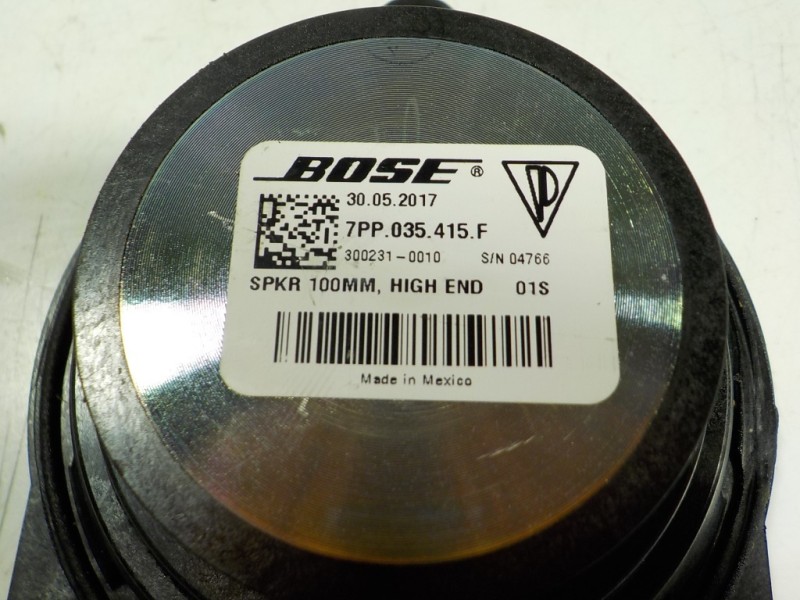 BOSE ®
30.05.2017
7PP.035.415.F
300231-0010 S/N 04766
SPKR 100MM, HIGH END 01S
Made in Mexico